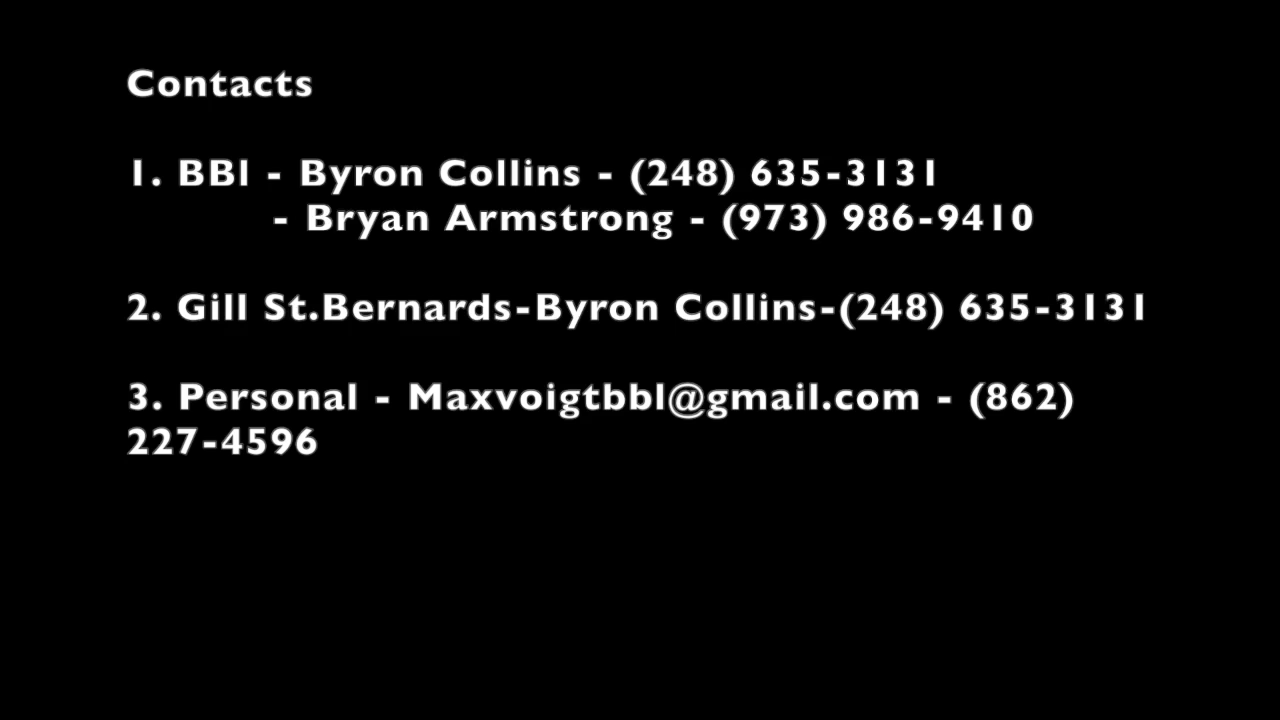 Contacts
1. BBI - Byron Collins - (248) 635-3131
- Bryan Armstrong - (973) 986-9410
2. Gill St.Bernards-Byron Collins-(248) 635-3131
3. Personal - Maxvoigtbbl@gmail.com - (862)
227-4596